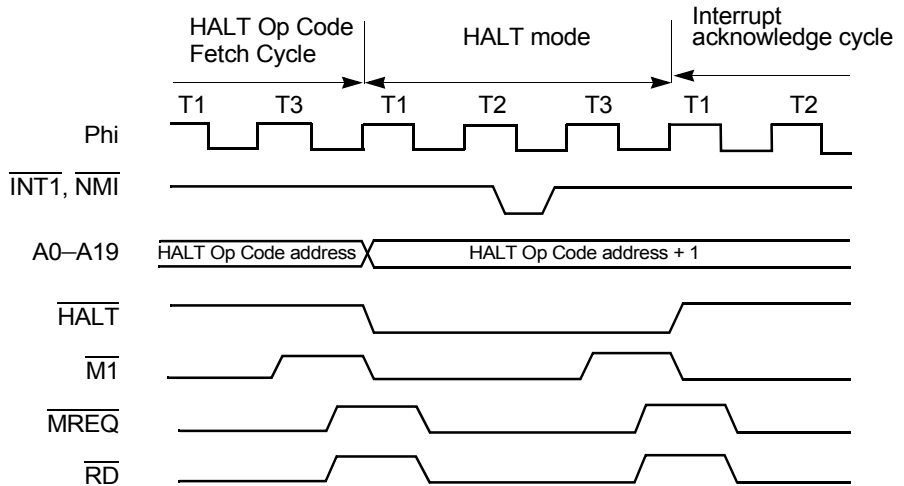 HALT Op Code
Fetch Cycle
HALT mode
Interrupt
acknowledge cycle
T1 T3 T1 T2 T3 T1 T2
Phi
INT1, NMI
A0–A19
HALT Op Code address
HALT Op Code address + 1
HALT
M1
MREQ
RD